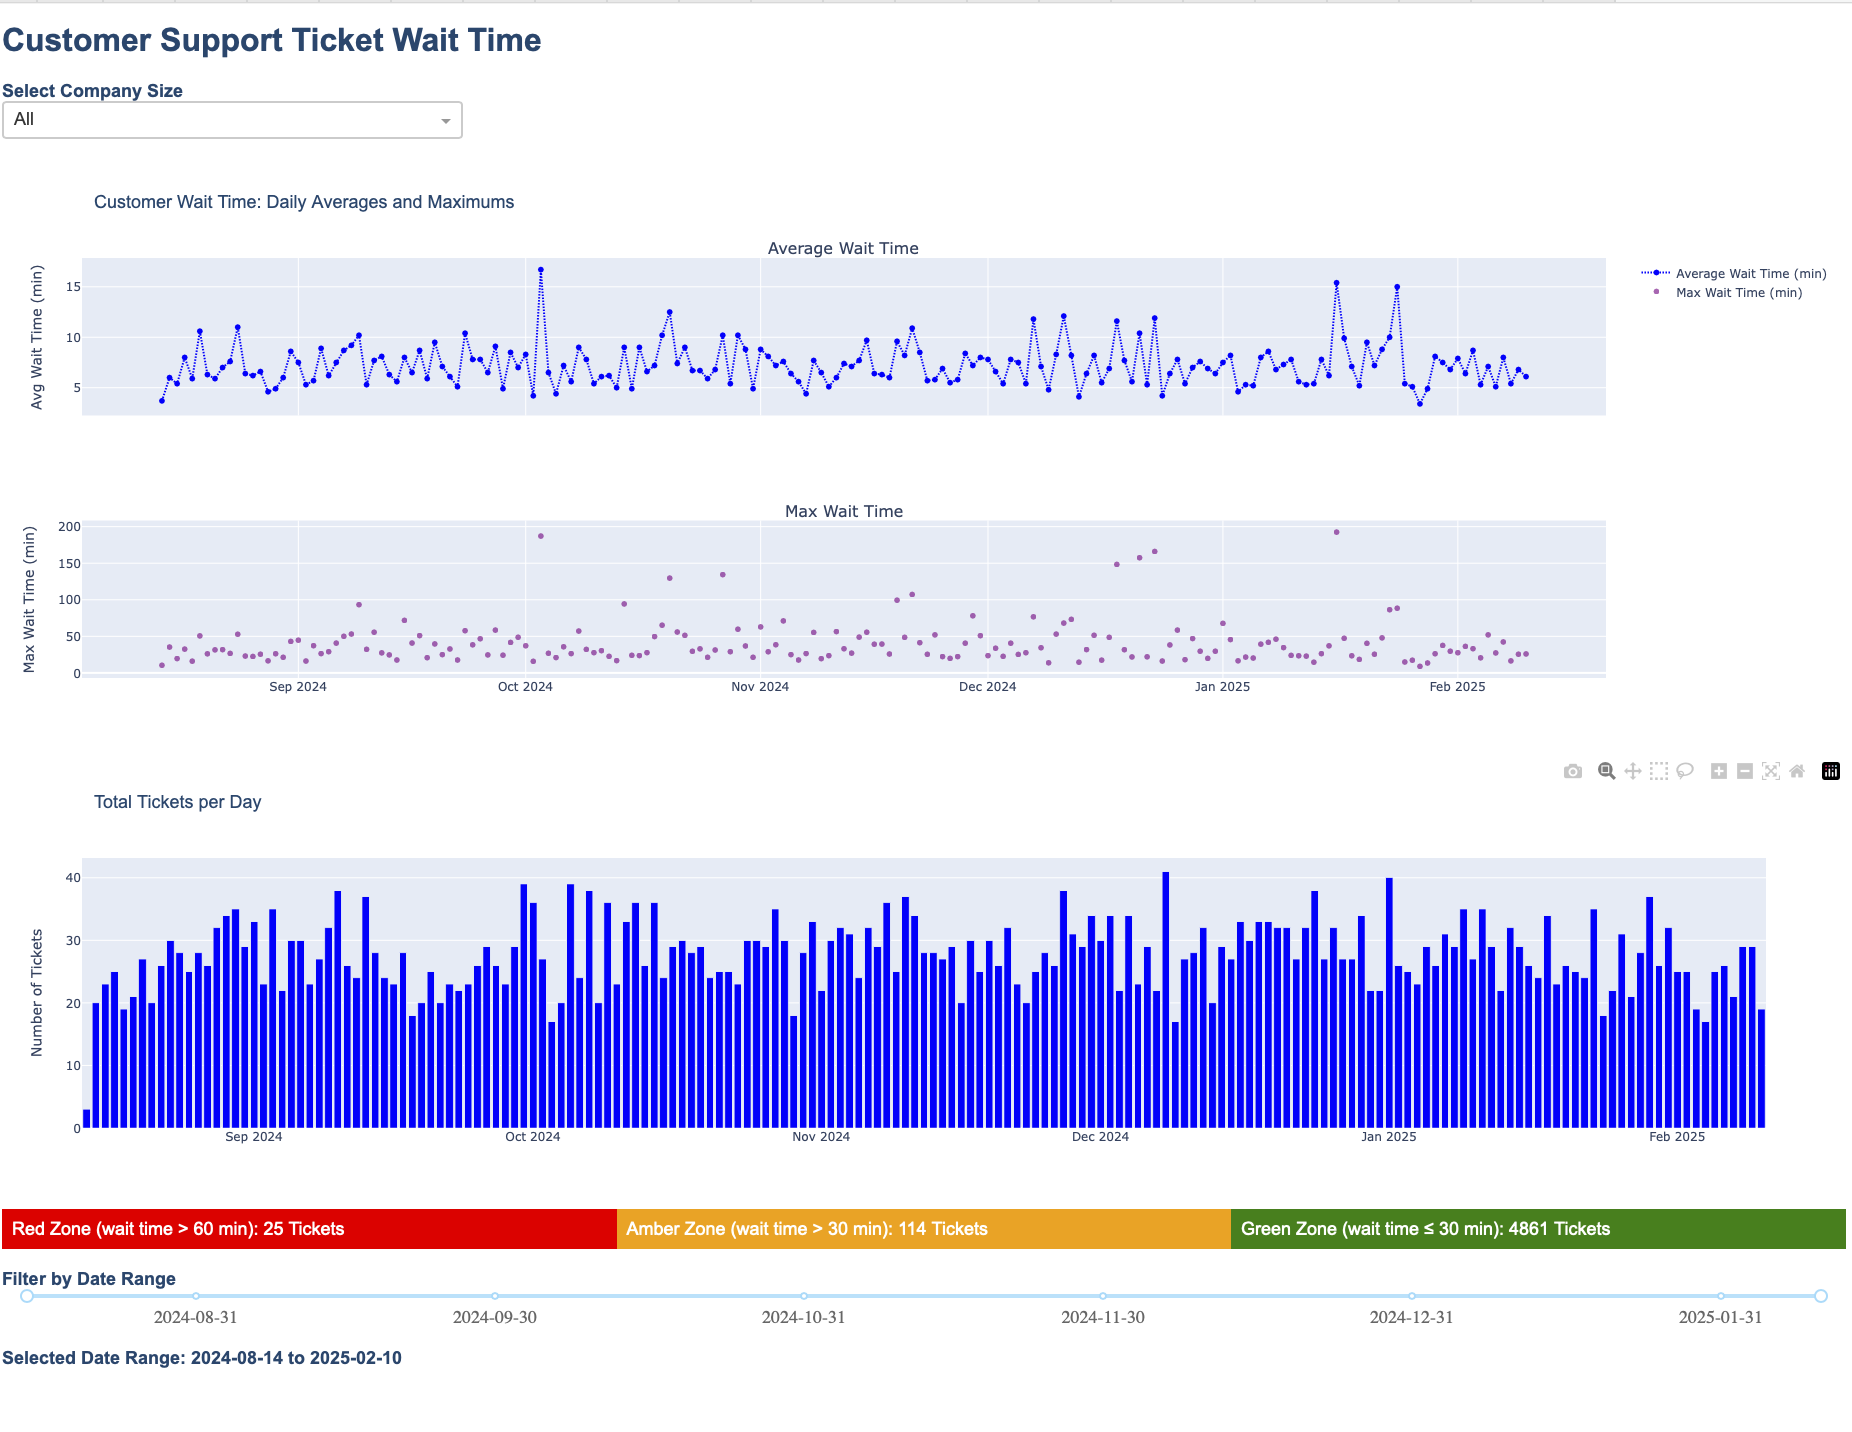 Customer Support Ticket Wait Time
Select Company Size
All
Customer Wait Time: Daily Averages and Maximums
Average Wait Time
Avg Wait Time (min)
15
10
5
Average Wait Time (min)
Max Wait Time (min)
Max Wait Time
Max Wait Time (min)
200
150
100
50
0
Sep 2024 Oct 2024 Nov 2024 Dec 2024 Jan 2025 Feb 2025
Total Tickets per Day
Number of Tickets
40
30
20
10
0
Sep 2024 Oct 2024 Nov 2024 Dec 2024 Jan 2025 Feb 2025
Red Zone (wait time > 60 min): 25 Tickets
Amber Zone (wait time > 30 min): 114 Tickets
Green Zone (wait time ≤ 30 min): 4861 Tickets
Filter by Date Range
2024-08-31 2024-09-30 2024-10-31 2024-11-30 2024-12-31 2025-01-31
Selected Date Range: 2024-08-14 to 2025-02-10